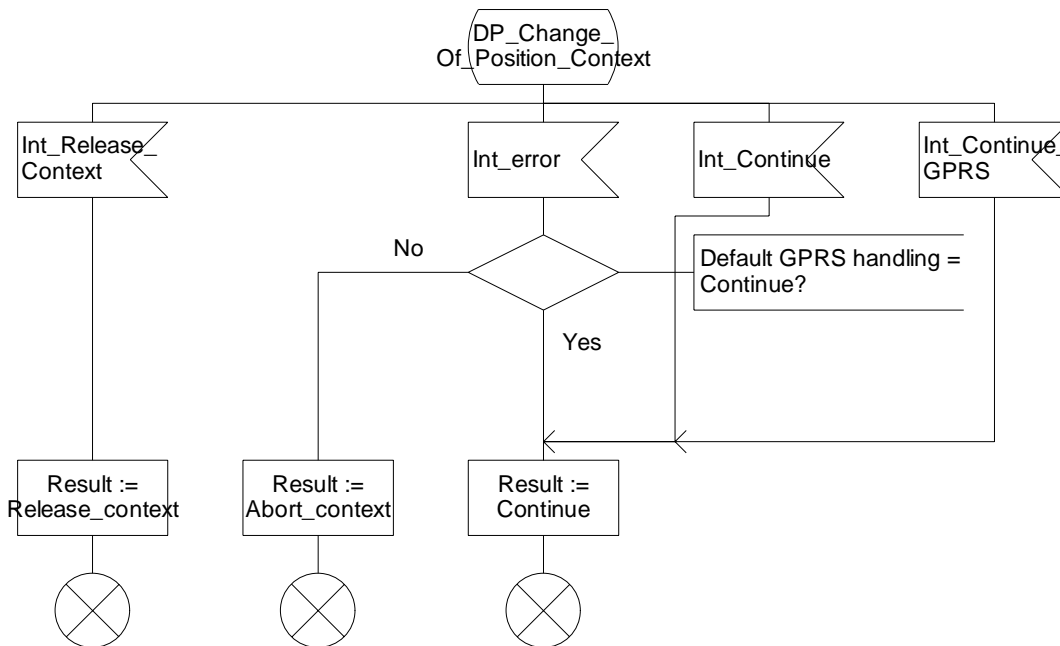 DP_Change_
Of_Position_Context
Int_Release_
Context
Int_error
Int_Continue
Int_Continue_
GPRS
No
Default GPRS handling =
Continue?
Yes
Result :=
Release_context
Result :=
Abort_context
Result :=
Continue